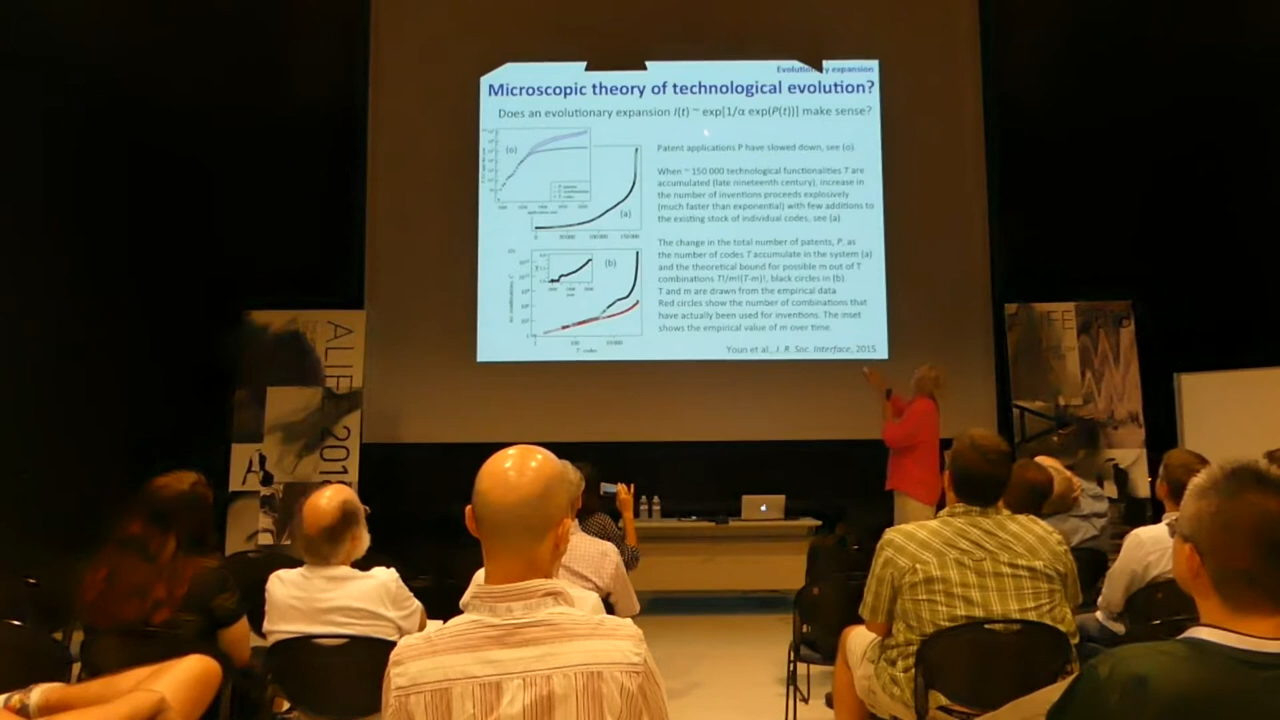 Evolutionary expansion
Microscopic theory of technological evolution?
Does an evolutionary expansion I(t) ~ exp[1/α exp(P(t))] make sense?
(o)
(a)
(b)
Patent applications P have slowed down, see (o).
When ~ 150 000 technological functionalities T are
accumulated (late nineteenth century), increase in
the number of inventions proceeds explosively
(much faster than exponential) with few additions to
the existing stock of individual codes, see (a)
The change in the total number of patents, P, as
the number of codes T accumulate in the system (a)
and the theoretical bound for possible m out of T
combinations T!/m!(T-m)!, black circles in (b)
T and m are drawn from the empirical data
Red circles show the number of combinations that
have actually been used for inventions. The inset
shows the empirical value of m over time.
Youn et al., J. R. Soc. Interface, 2015
ALIFE 2018